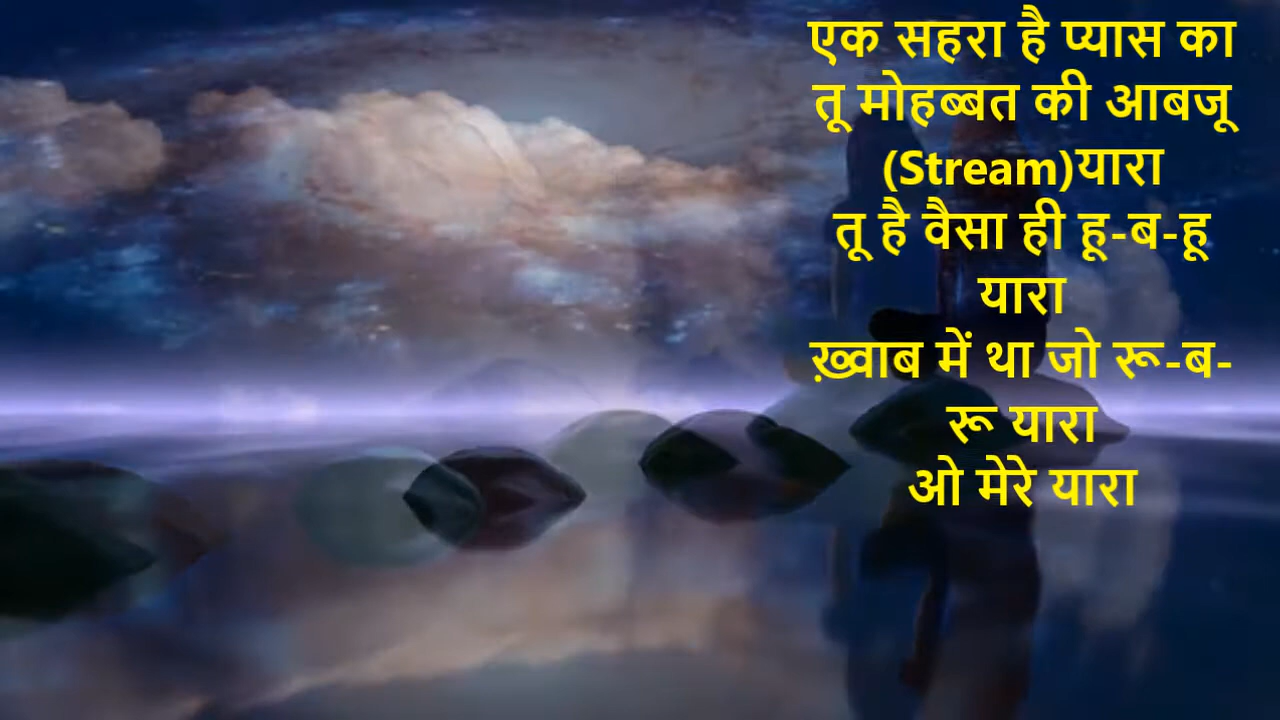 एक सहरा है प्यास का
तू मोहब्बत की आबजू
(Stream)यारा
तू है वैसा ही हू-ब-हू
यारा
ख़्वाब में था जो रू-ब-
रू यारा
ओ मेरे यारा